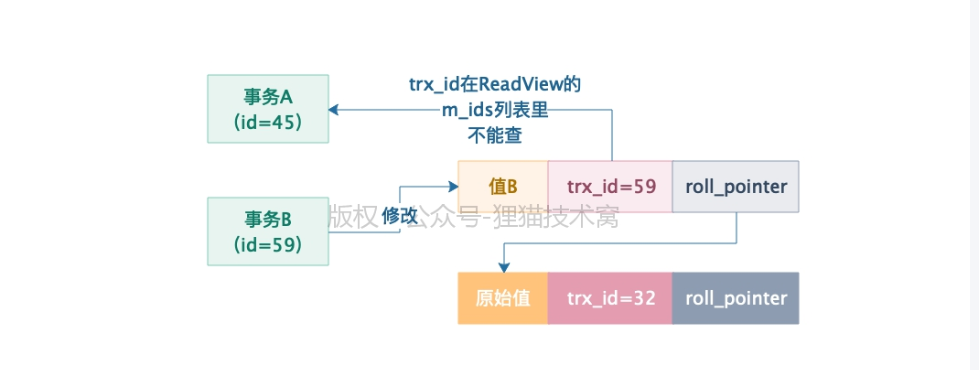 trx_id在ReadView的
m_ids列表里
不能查
事务A
(id=45)
值B
trx_id=59
roll_pointer
事务B
(id=59)
修改
版权 公众号-狸猫技术窝
原始值
trx_id=32
roll_pointer